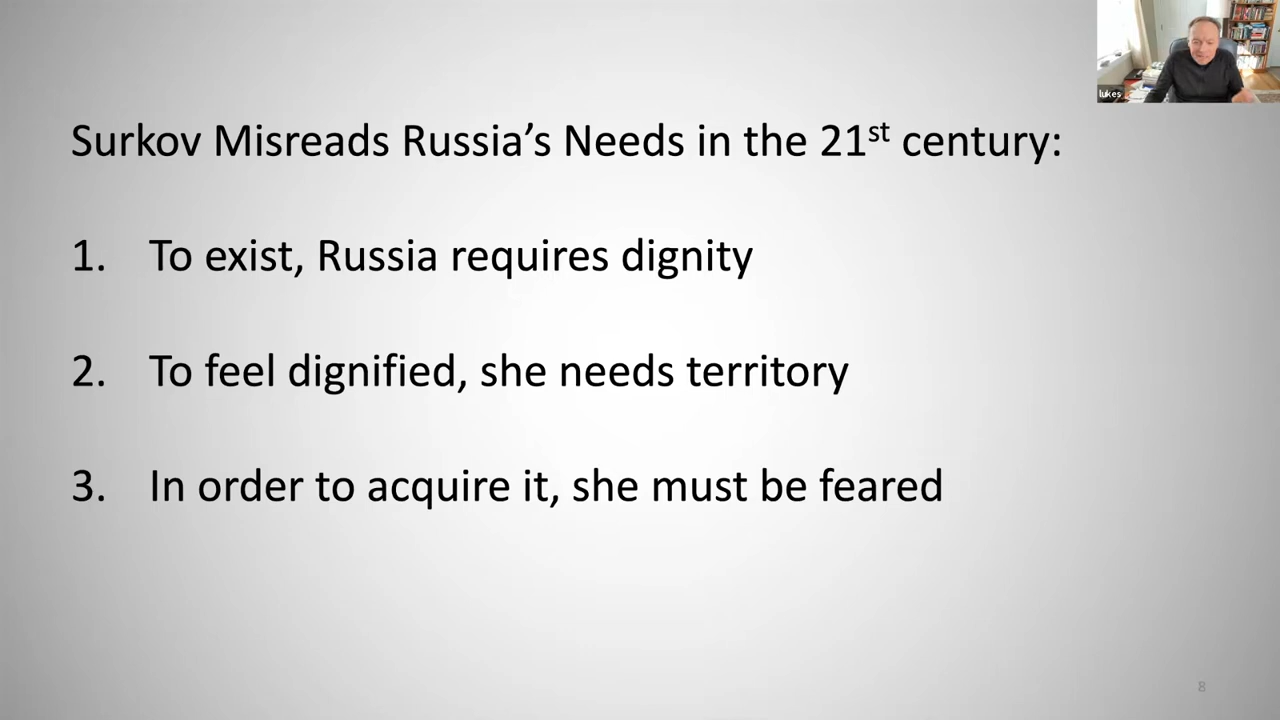 lukes
Surkov Misreads Russia’s Needs in the 21st century:
1. To exist, Russia requires dignity
2. To feel dignified, she needs territory
3. In order to acquire it, she must be feared
8